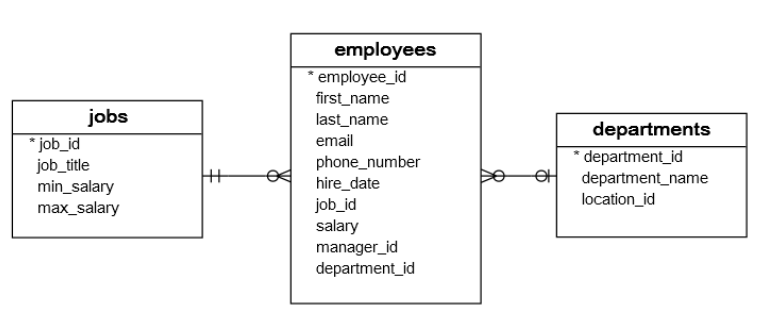 jobs
* job_id
job_title
min_salary
max_salary
employees
* employee_id
first_name
last_name
email
phone_number
hire_date
job_id
salary
manager_id
department_id
departments
* department_id
department_name
location_id